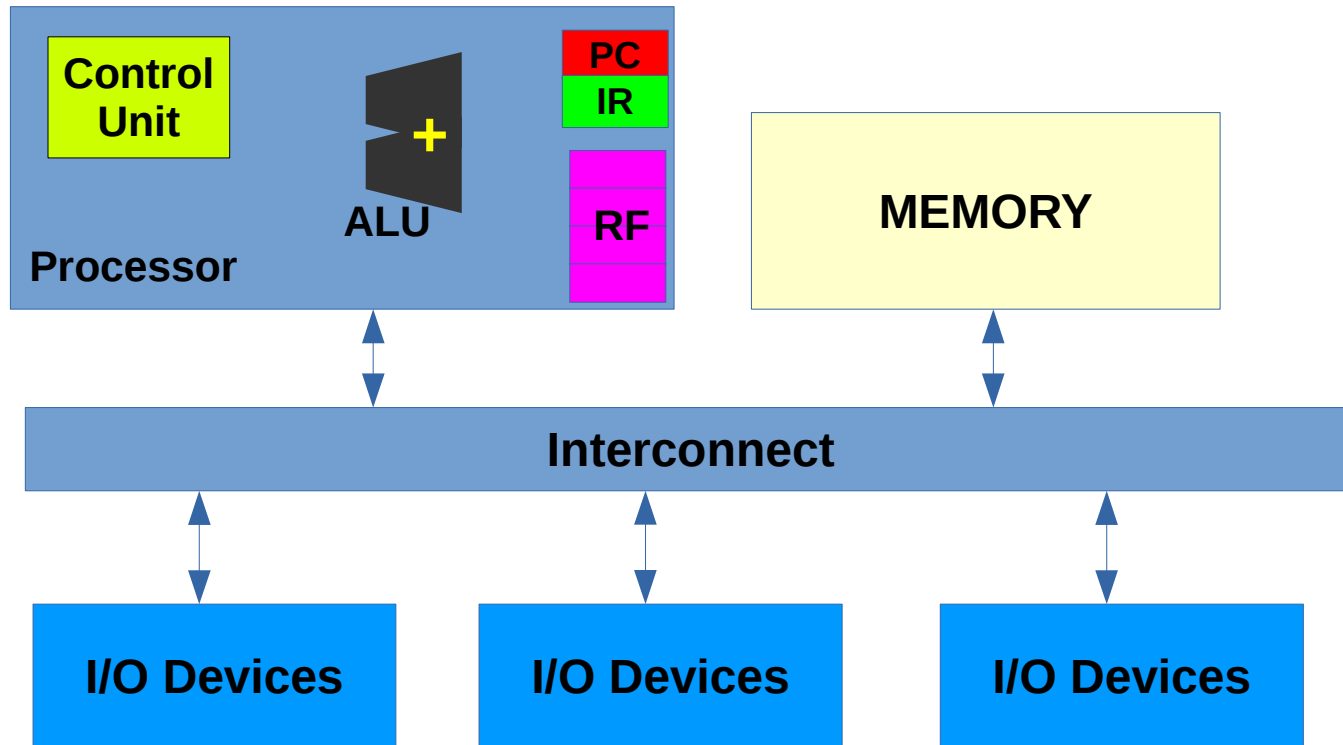 Control
Unit
+
ALU
PC
IR
RF
Processor
MEMORY
Interconnect
I/O Devices
I/O Devices
I/O Devices